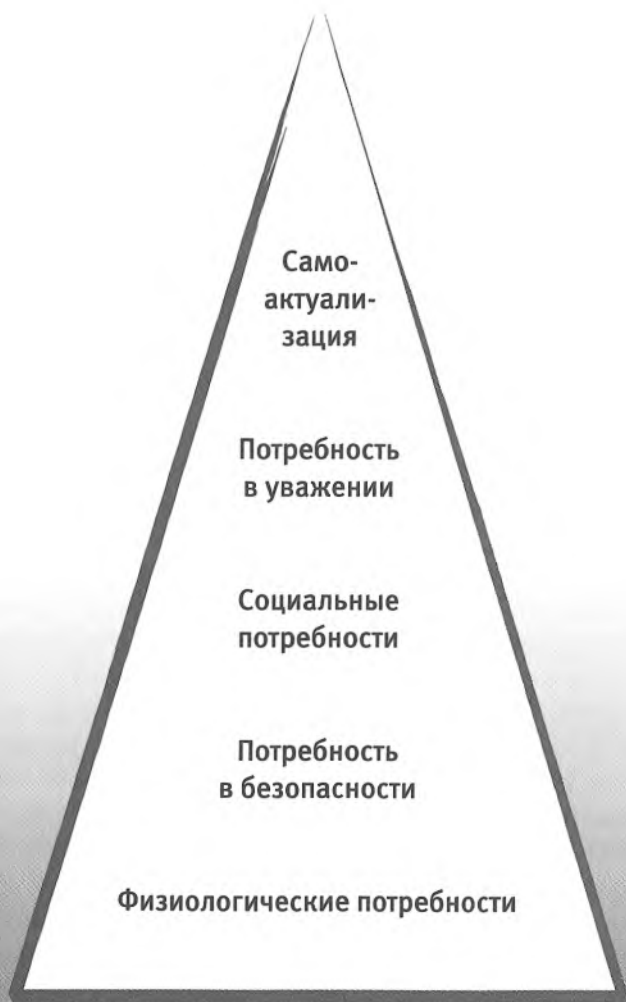 Само-
актуали-
зация
Потребность
в уважении
Социальные
потребности
Потребность
в безопасности
Физиологические потребности